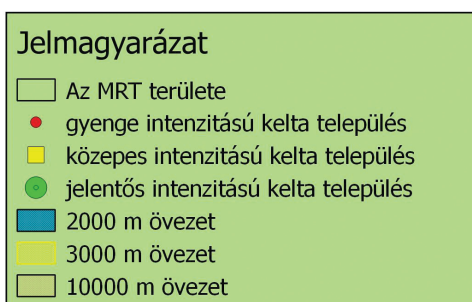 Jelmagyarázat
Az MRT területe
gyenge intenzitású kelta település
közepes intenzitású kelta település
jelentős intenzitású kelta település
2000 m övezet
3000 m övezet
10000 m övezet